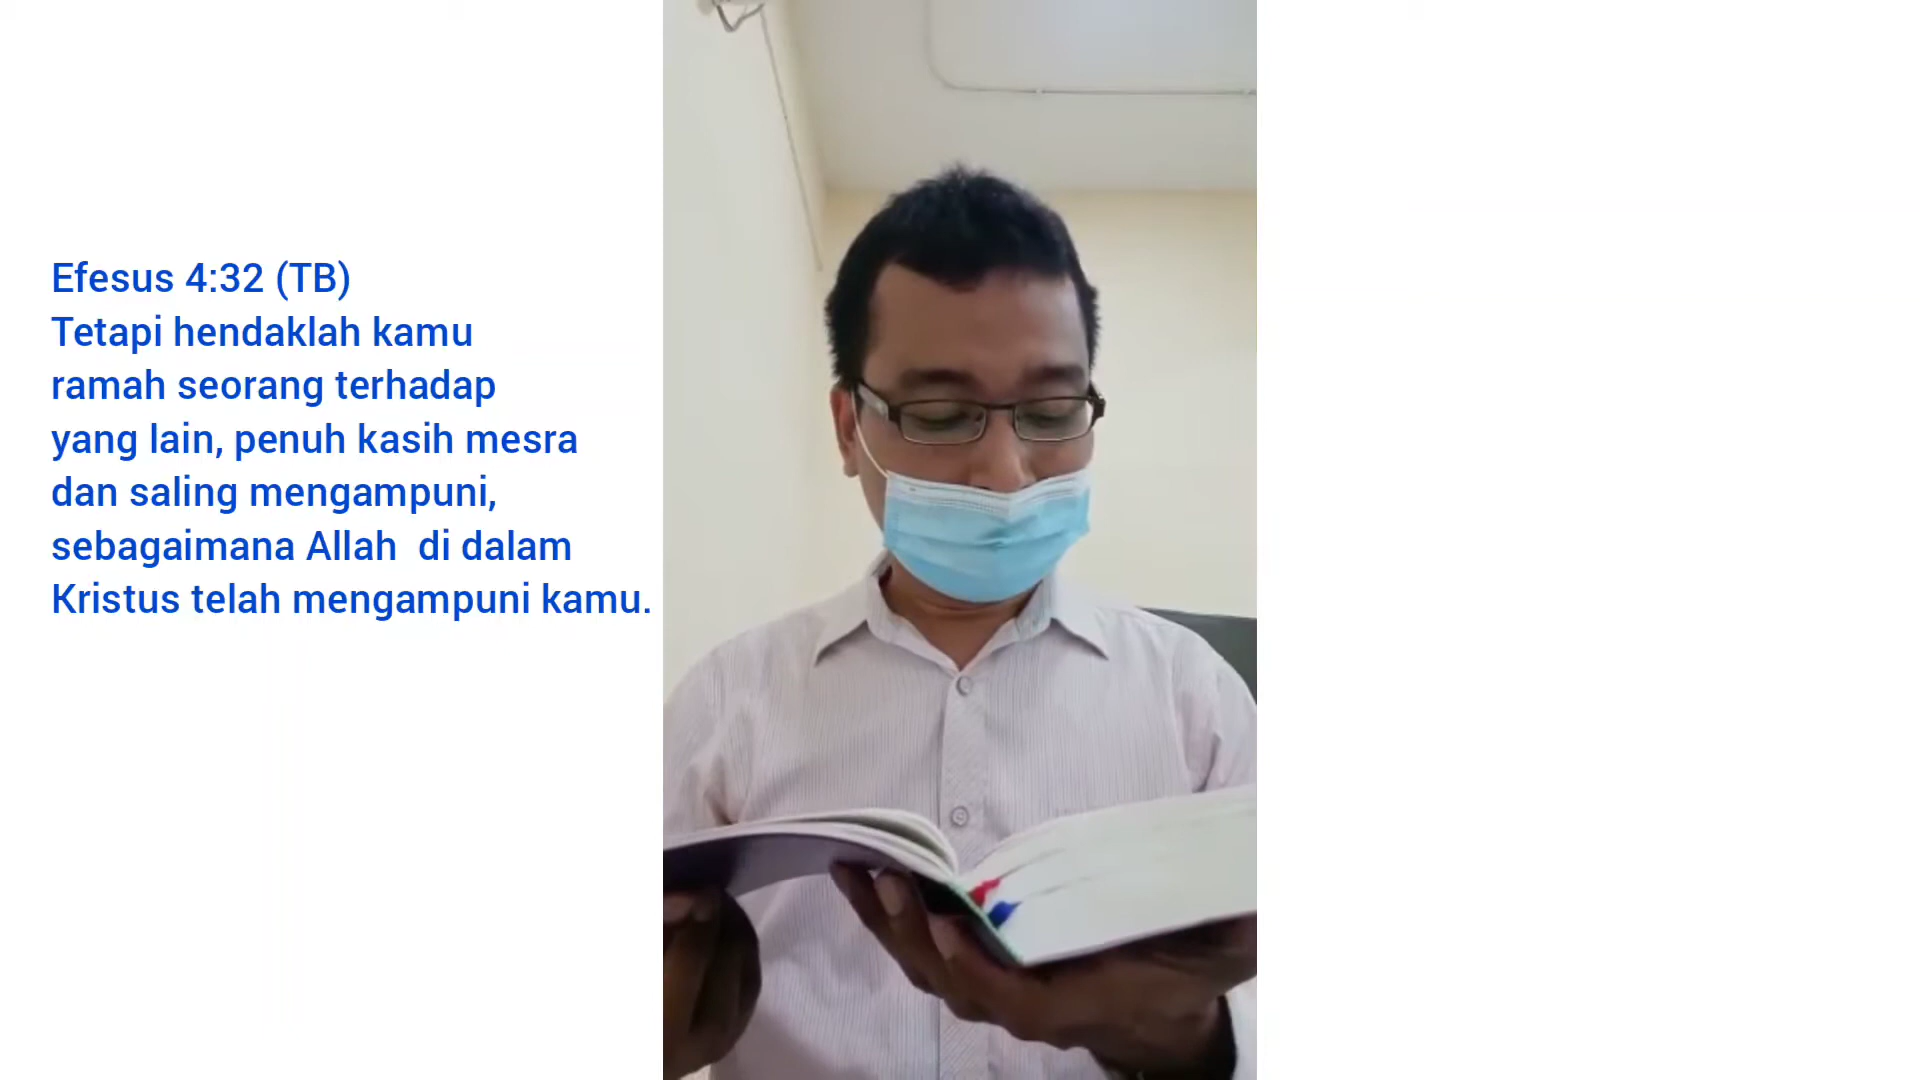 Efesus 4:32 (TB)
Tetapi hendaklah kamu
ramah seorang terhadap
yang lain, penuh kasih mesra
dan saling mengampuni,
sebagaimana Allah  di dalam
Kristus telah mengampuni kamu.